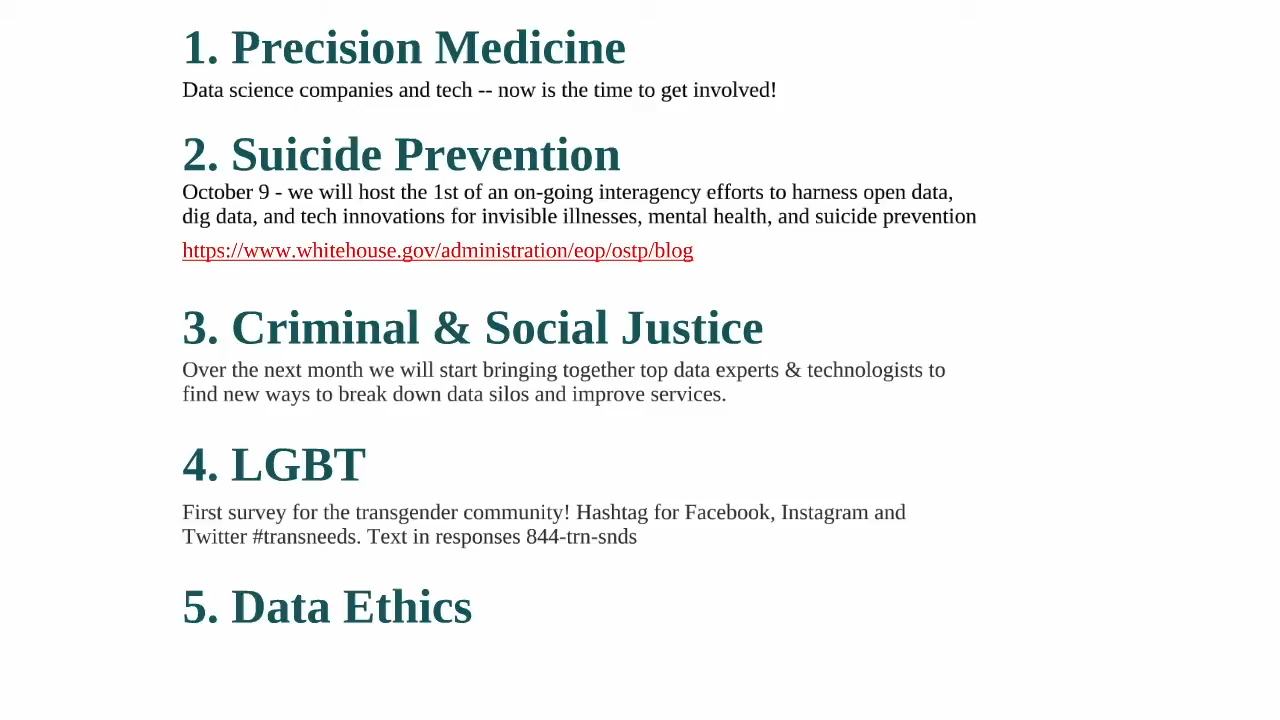 1. Precision Medicine
Data science companies and tech -- now is the time to get involved!
2. Suicide Prevention
October 9 - we will host the 1st of an on-going interagency efforts to harness open data,
dig data, and tech innovations for invisible illnesses, mental health, and suicide prevention
https://www.whitehouse.gov/administration/eop/ostp/blog
3. Criminal & Social Justice
Over the next month we will start bringing together top data experts & technologists to
find new ways to break down data silos and improve services.
4. LGBT
First survey for the transgender community! Hashtag for Facebook, Instagram and
Twitter #transneeds. Text in responses 844-trn-snds
5. Data Ethics